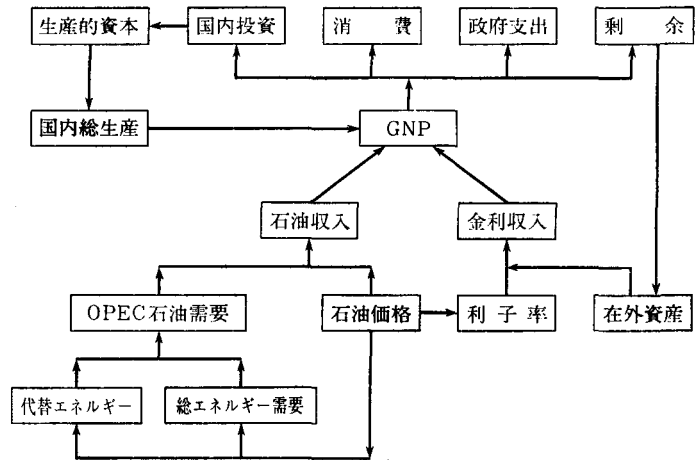 生産的資本
国内投資
消　費
政府支出
剰　余
国内総生産
GNP
石油収入
金利収入
OPEC石油需要
石油価格
利子率
在外資産
代替エネルギー
総エネルギー需要